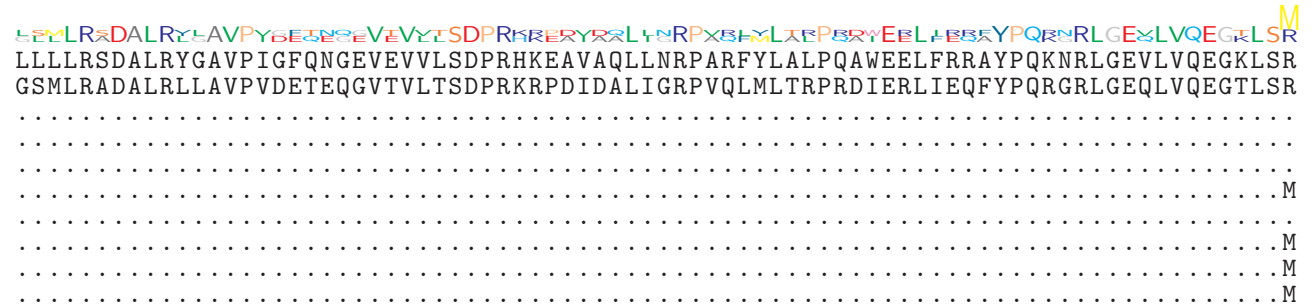 LLLLRSDALRYGAVPIGFQNGEVEVVLSDPRHKEAVAQLLNRPARFYLALPQAWEELFRRAYPQKNRLGEVLVQEGKLSR
GSMLRADALRLLAVPVDETEQGVTVLTSDPRKRPDIDALIGRPVQLMLTRPRDIERLIEQFYPQRGRLGEQLVQEGTLSR
................................................................................
................................................................................
................................................................................
...............................................................................M
................................................................................
...............................................................................M
...............................................................................M
...............................................................................M